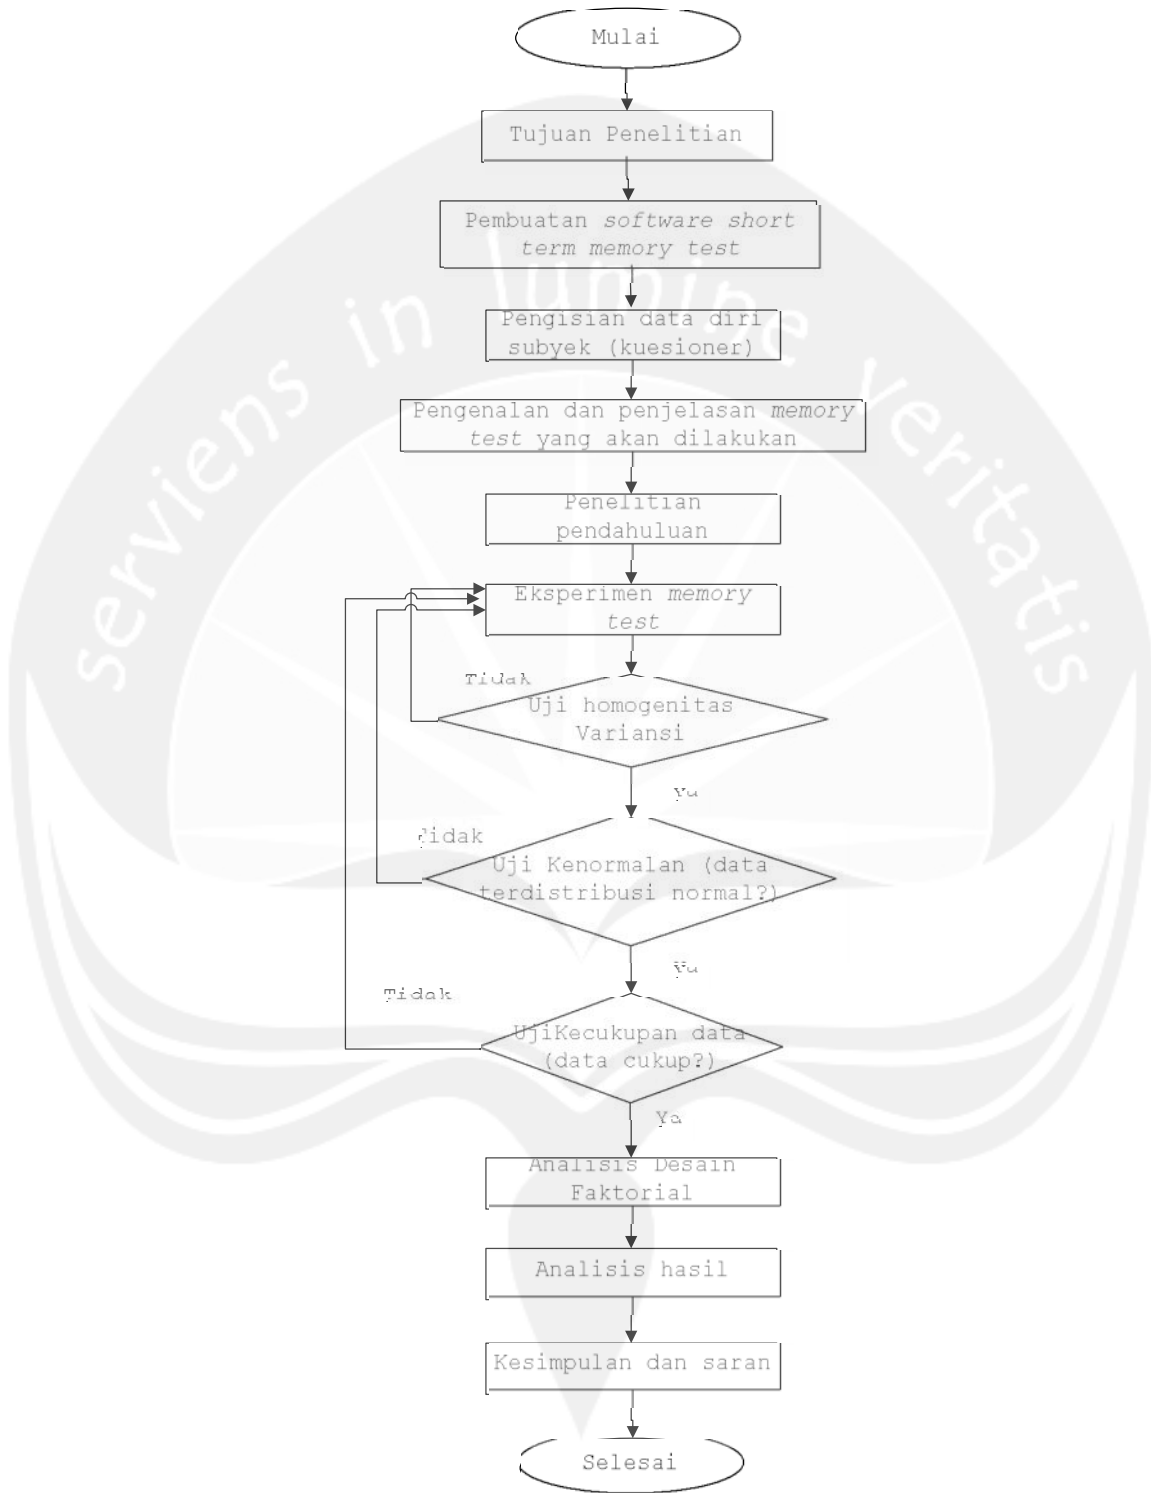 Mulai
Tujuan Penelitian
Pembuatan software short
term memory test
serviens in lumine veritatis
Pengisian data diri
subyek (kuesioner)
Pengenalan dan penjelasan memory
test yang akan dilakukan
Penelitian
pendahuluan
Eksperimen memory
test
Tidak
Uji homogenitas
Variansi
Ya
Tidak
Uji Kenormalan (data
terdistribusi normal?)
Ya
Tidak
UjiKecukupan data
(data cukup?)
Ya
Analisis Desain
Faktorial
Analisis hasil
Kesimpulan dan saran
Selesai